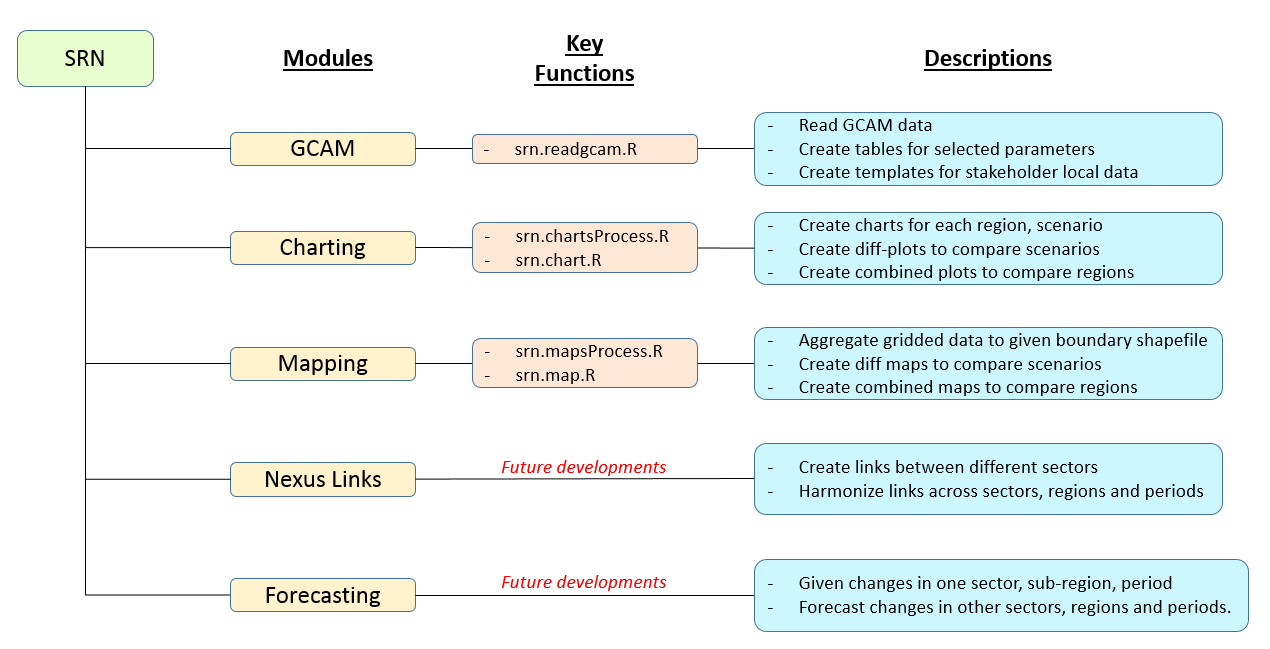 SRN
Modules
Key
Functions
Descriptions
GCAM
- srn.readgcam.R
- Read GCAM data
- Create tables for selected parameters
- Create templates for stakeholder local data
Charting
- srn.chartsProcess.R
- srn.chart.R
- Create charts for each region, scenario
- Create diff-plots to compare scenarios
- Create combined plots to compare regions
Mapping
- srn.mapsProcess.R
- srn.map.R
- Aggregate gridded data to given boundary shapefile
- Create diff maps to compare scenarios
- Create combined maps to compare regions
Nexus Links
Future developments
- Create links between different sectors
- Harmonize links across sectors, regions and periods
Forecasting
Future developments
- Given changes in one sector, sub-region, period
- Forecast changes in other sectors, regions and periods.